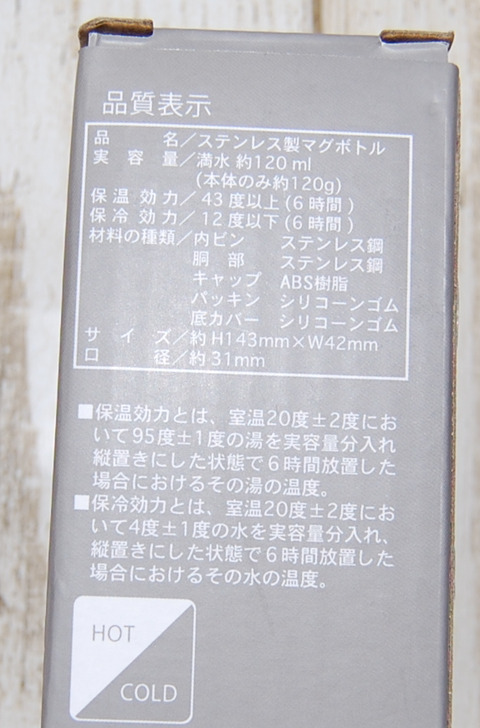 品質表示
品名／ステンレス製マグボトル
実容量／満水 約120 ml
(本体のみ約120g)
保温効力／43度以上(6時間)
保冷効力／12度以下(6時間)
材料の種類／内ビン ステンレス鋼
胴部 ステンレス鋼
キャップ ABS樹脂
パッキン シリコーンゴム
底カバー シリコーンゴム
サイズ／約H143mm×W42mm
口径／約31mm
■保温効力とは、室温20度±2度にお
いて95度±1度の湯を実容量分入れ
縦置きにした状態で6時間放置した
場合におけるその湯の温度。
■保冷効力とは、室温20度±2度にお
いて4度±1度の水を実容量分入れ、
縦置きにした状態で6時間放置した
場合におけるその水の温度。
HOT
COLD